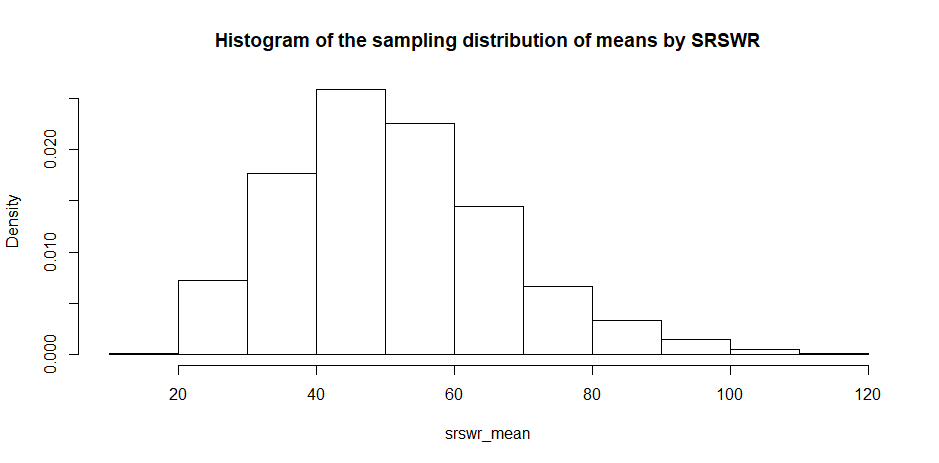 Histogram of the sampling distribution of means by SRSWR
Density
0.020
0.010
0.000
20 40 60 80 100 120
srswr_mean